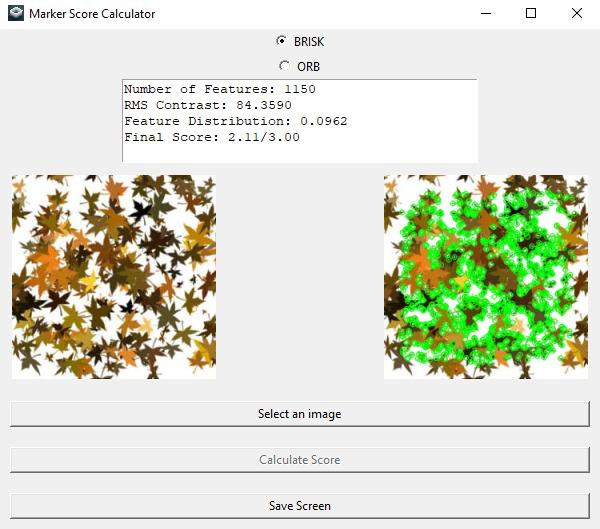 Marker Score Calculator
BRISK
ORB
Number of Features: 1150
RMS Contrast: 84.3590
Feature Distribution: 0.0962
Final Score: 2.11/3.00
Select an image
Calculate Score
Save Screen